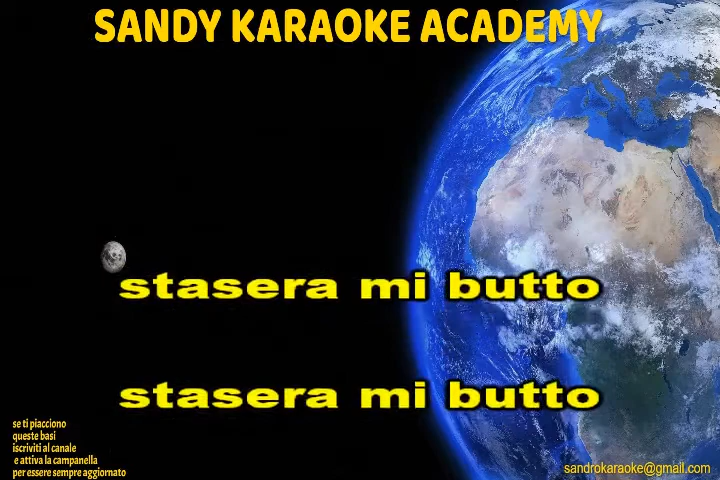 SANDY KARAOKE ACADEMY
stasera mi butto
stasera mi butto
se ti piacciono
queste basi
iscriviti al canale
e attiva la campanella
per essere sempre aggiornato
sandrokaraoke@gmail.com